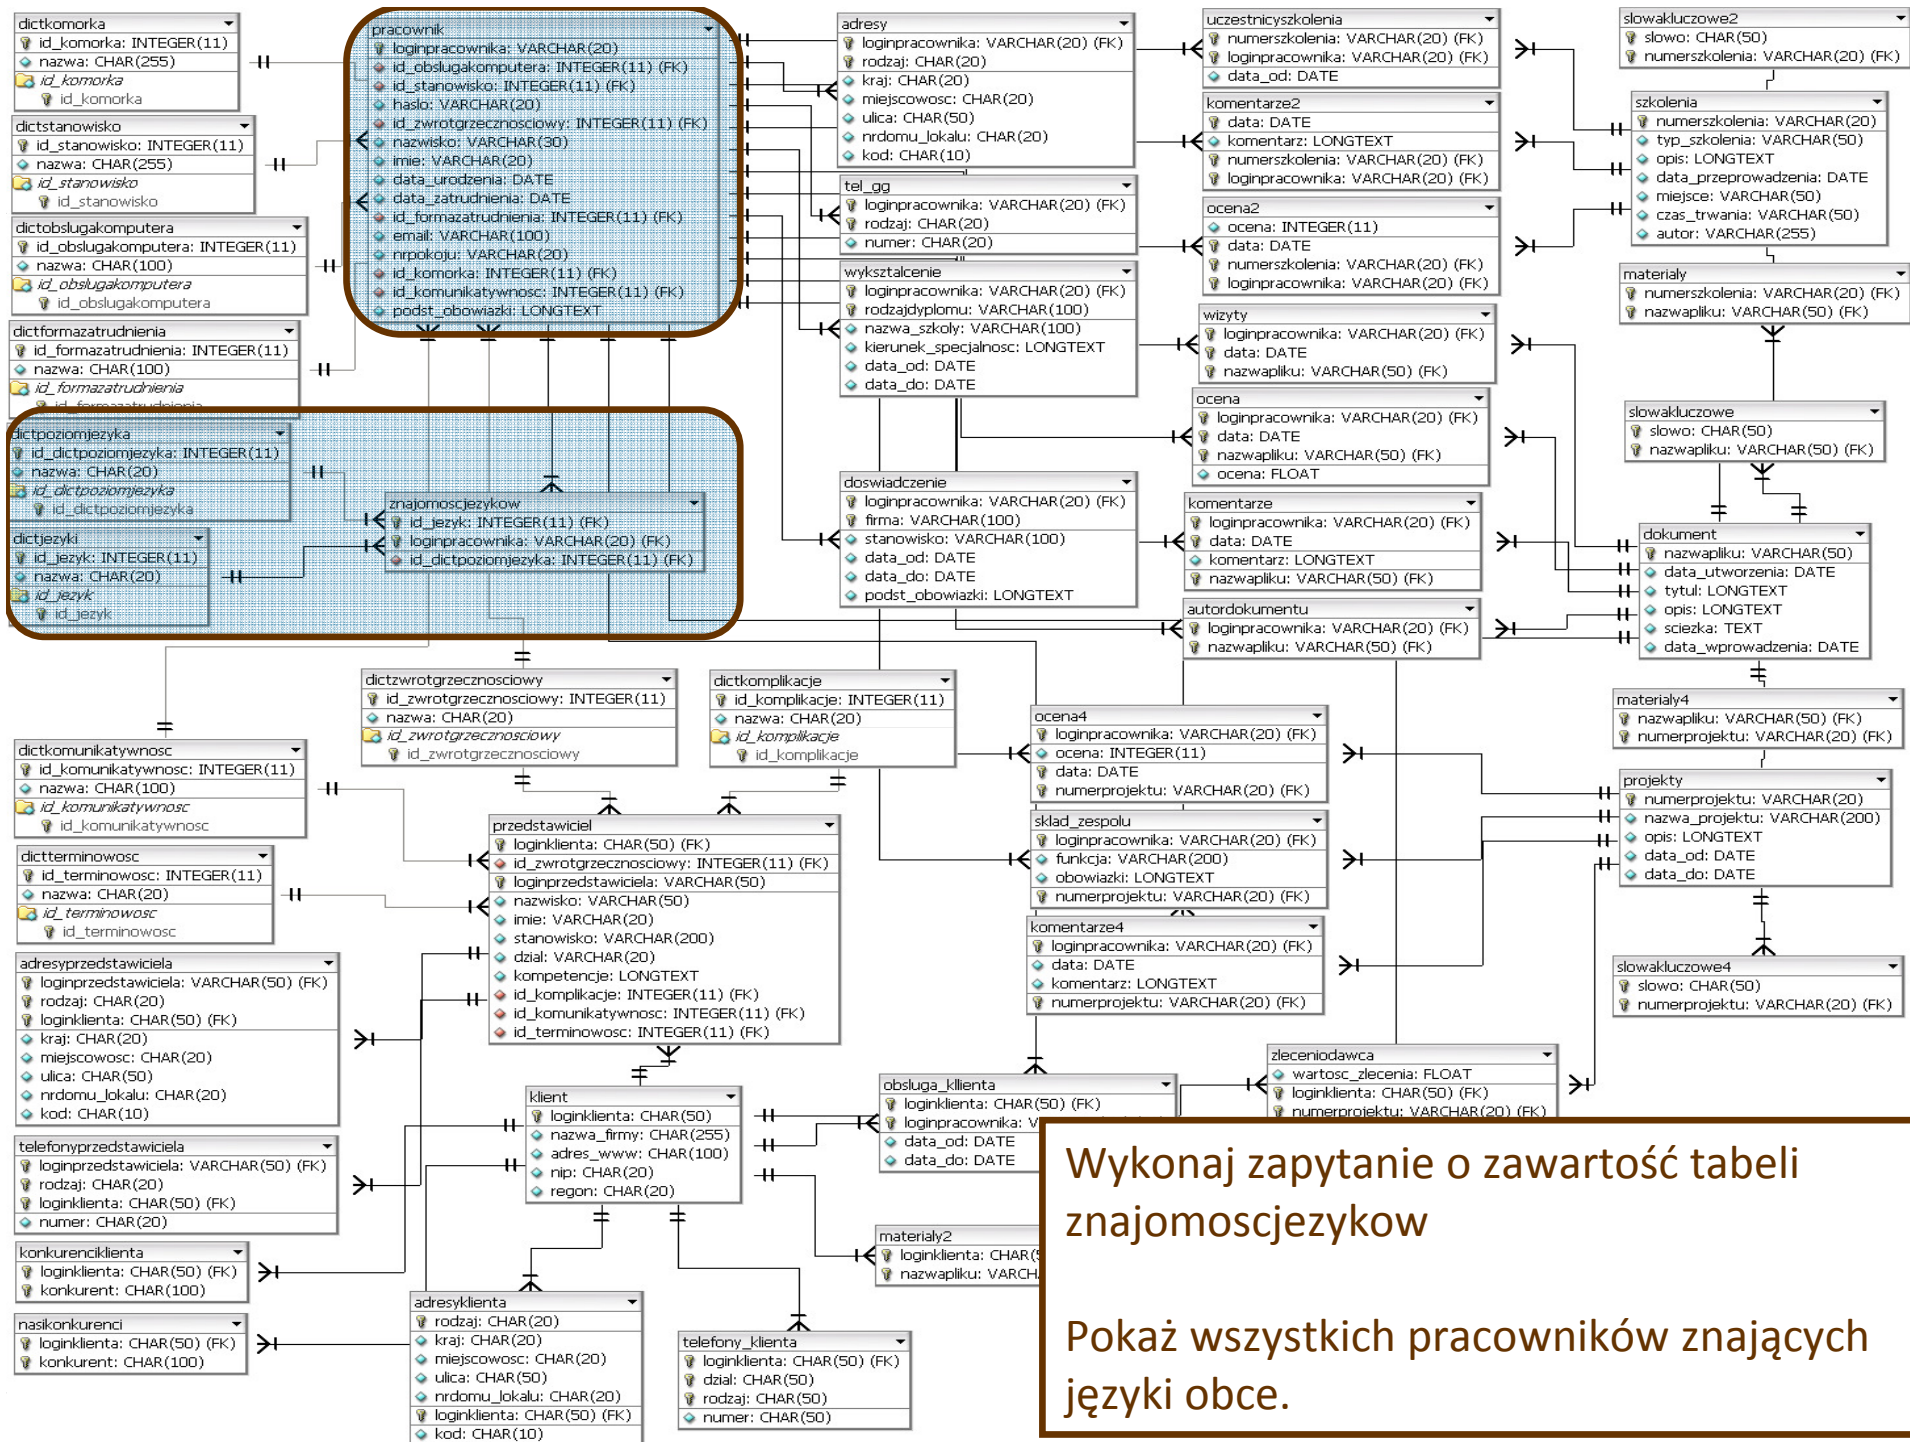 dictkomorka
id_komorka: INTEGER(11)
nazwa: CHAR(255)
id_komorka
id_komorka
dictstanowisko
id_stanowisko: INTEGER(11)
nazwa: CHAR(255)
id_stanowisko
id_stanowisko
dictobslugakomputera
id_obslugakomputera: INTEGER(11)
nazwa: CHAR(100)
id_obslugakomputera
id_obslugakomputera
dictformazatrudnienia
id_formazatrudnienia: INTEGER(11)
nazwa: CHAR(100)
id_formazatrudnienia
id_formazatrudnienia
dictpoziomjezyka
id_dictpoziomjezyka: INTEGER(11)
nazwa: CHAR(20)
id_dictpoziomjezyka
id_dictpoziomjezyka
dictjezyki
id_jezyk: INTEGER(11)
nazwa: CHAR(20)
id_jezyk
id_jezyk
pracownik
loginpracownika: VARCHAR(20)
id_obslugakomputera: INTEGER(11) (FK)
id_stanowisko: INTEGER(11) (FK)
haslo: VARCHAR(20)
id_zwrotgrzecznosciowy: INTEGER(11) (FK)
nazwisko: VARCHAR(30)
imie: VARCHAR(20)
data_urodzenia: DATE
data_zatrudnienia: DATE
id_formazatrudnienia: INTEGER(11) (FK)
email: VARCHAR(100)
nrpokoju: VARCHAR(20)
id_komorka: INTEGER(11) (FK)
id_komunikatywnosc: INTEGER(11) (FK)
podst_obowiazki: LONGTEXT
znajomoscjezykow
id_jezyk: INTEGER(11) (FK)
loginpracownika: VARCHAR(20) (FK)
id_dictpoziomjezyka: INTEGER(11) (FK)
adresy
loginpracownika: VARCHAR(20) (FK)
rodzaj: CHAR(20)
kraj: CHAR(20)
miejscowosc: CHAR(20)
ulica: CHAR(50)
nrdomu_lokalu: CHAR(20)
kod: CHAR(10)
tel_gg
loginpracownika: VARCHAR(20) (FK)
rodzaj: CHAR(20)
numer: CHAR(20)
wyksztalcenie
loginpracownika: VARCHAR(20) (FK)
rodzajdyplomu: VARCHAR(100)
nazwa_szkoly: VARCHAR(100)
kierunek_specjalnosc: LONGTEXT
data_od: DATE
data_do: DATE
doswiadczenie
loginpracownika: VARCHAR(20) (FK)
firma: VARCHAR(100)
stanowisko: VARCHAR(100)
data_od: DATE
data_do: DATE
podst_obowiazki: LONGTEXT
uczestnicyszkolenia
numerszkolenia: VARCHAR(20) (FK)
loginpracownika: VARCHAR(20) (FK)
data_od: DATE
komentarze2
data: DATE
komentarz: LONGTEXT
numerszkolenia: VARCHAR(20) (FK)
loginpracownika: VARCHAR(20) (FK)
ocena2
ocena: INTEGER(11)
data: DATE
numerszkolenia: VARCHAR(20) (FK)
loginpracownika: VARCHAR(20) (FK)
wizyty
loginpracownika: VARCHAR(20) (FK)
data: DATE
nazwapliku: VARCHAR(50) (FK)
ocena
loginpracownika: VARCHAR(20) (FK)
data: DATE
nazwapliku: VARCHAR(50) (FK)
ocena: FLOAT
komentarze
loginpracownika: VARCHAR(20) (FK)
data: DATE
komentarz: LONGTEXT
nazwapliku: VARCHAR(50) (FK)
autordokumentu
loginpracownika: VARCHAR(20) (FK)
nazwapliku: VARCHAR(50) (FK)
slowakluczowe2
slowo: CHAR(50)
numerszkolenia: VARCHAR(20) (FK)
szkolenia
numerszkolenia: VARCHAR(20)
typ_szkolenia: VARCHAR(50)
opis: LONGTEXT
data_przeprowadzenia: DATE
miejsce: VARCHAR(50)
czas_trwania: VARCHAR(50)
autor: VARCHAR(255)
materialy
numerszkolenia: VARCHAR(20) (FK)
nazwapliku: VARCHAR(50) (FK)
slowakluczowe
slowo: CHAR(50)
nazwapliku: VARCHAR(50) (FK)
dokument
nazwapliku: VARCHAR(50)
data_utworzenia: DATE
tytul: LONGTEXT
opis: LONGTEXT
sciezka: TEXT
data_wprowadzenia: DATE
materialy4
nazwapliku: VARCHAR(50) (FK)
numerprojektu: VARCHAR(20) (FK)
projekty
numerprojektu: VARCHAR(20)
nazwa_projektu: VARCHAR(200)
opis: LONGTEXT
data_od: DATE
data_do: DATE
slowakluczowe4
slowo: CHAR(50)
numerprojektu: VARCHAR(20) (FK)
dictzwrotgrzecznosciowy
id_zwrotgrzecznosciowy: INTEGER(11)
nazwa: CHAR(20)
id_zwrotgrzecznosciowy
id_zwrotgrzecznosciowy
dictkomplikacje
id_komplikacje: INTEGER(11)
nazwa: CHAR(20)
id_komplikacje
id_komplikacje
ocena4
loginpracownika: VARCHAR(20) (FK)
ocena: INTEGER(11)
data: DATE
numerprojektu: VARCHAR(20) (FK)
sklad_zespolu
loginpracownika: VARCHAR(20) (FK)
funkcja: VARCHAR(200)
obowiazki: LONGTEXT
numerprojektu: VARCHAR(20) (FK)
komentarze4
loginpracownika: VARCHAR(20) (FK)
data: DATE
komentarz: LONGTEXT
numerprojektu: VARCHAR(20) (FK)
dictkomunikatywnosc
id_komunikatywnosc: INTEGER(11)
nazwa: CHAR(100)
id_komunikatywnosc
id_komunikatywnosc
dictterminowosc
id_terminowosc: INTEGER(11)
nazwa: CHAR(20)
id_terminowosc
id_terminowosc
adresyprzedstawiciela
loginprzedstawiciela: VARCHAR(50) (FK)
rodzaj: CHAR(20)
loginklienta: CHAR(50) (FK)
kraj: CHAR(20)
miejscowosc: CHAR(20)
ulica: CHAR(50)
nrdomu_lokalu: CHAR(20)
kod: CHAR(10)
telefonyprzedstawiciela
loginprzedstawiciela: VARCHAR(50) (FK)
rodzaj: CHAR(20)
loginklienta: CHAR(50) (FK)
numer: CHAR(20)
konkurenciklienta
loginklienta: CHAR(50) (FK)
konkurent: CHAR(100)
nasikonkurenci
loginklienta: CHAR(50) (FK)
konkurent: CHAR(100)
przedstawiciel
loginklienta: CHAR(50) (FK)
id_zwrotgrzecznosciowy: INTEGER(11) (FK)
loginprzedstawiciela: VARCHAR(50)
nazwisko: VARCHAR(50)
imie: VARCHAR(20)
stanowisko: VARCHAR(200)
dzial: VARCHAR(20)
kompetencje: LONGTEXT
id_komplikacje: INTEGER(11) (FK)
id_komunikatywnosc: INTEGER(11) (FK)
id_terminowosc: INTEGER(11) (FK)
klient
loginklienta: CHAR(50)
nazwa_firmy: CHAR(255)
adres_www: CHAR(100)
nip: CHAR(20)
regon: CHAR(20)
adresyklienta
rodzaj: CHAR(20)
kraj: CHAR(20)
miejscowosc: CHAR(20)
ulica: CHAR(50)
nrdomu_lokalu: CHAR(20)
loginklienta: CHAR(50) (FK)
kod: CHAR(10)
telefony_klienta
loginklienta: CHAR(50) (FK)
dzial: CHAR(50)
rodzaj: CHAR(50)
numer: CHAR(50)
obsluga_kllienta
loginklienta: CHAR(50) (FK)
loginpracownika: V
data_od: DATE
data_do: DATE
materialy2
loginklienta: CHAR(5
nazwapliku: VARCH
zleceniodawca
wartosc_zlecenia: FLOAT
loginklienta: CHAR(50) (FK)
numerprojektu: VARCHAR(20) (FK)
Wykonaj zapytanie o zawartość tabeli
znajomoscjezykow
Pokaż wszystkich pracowników znających
języki obce.